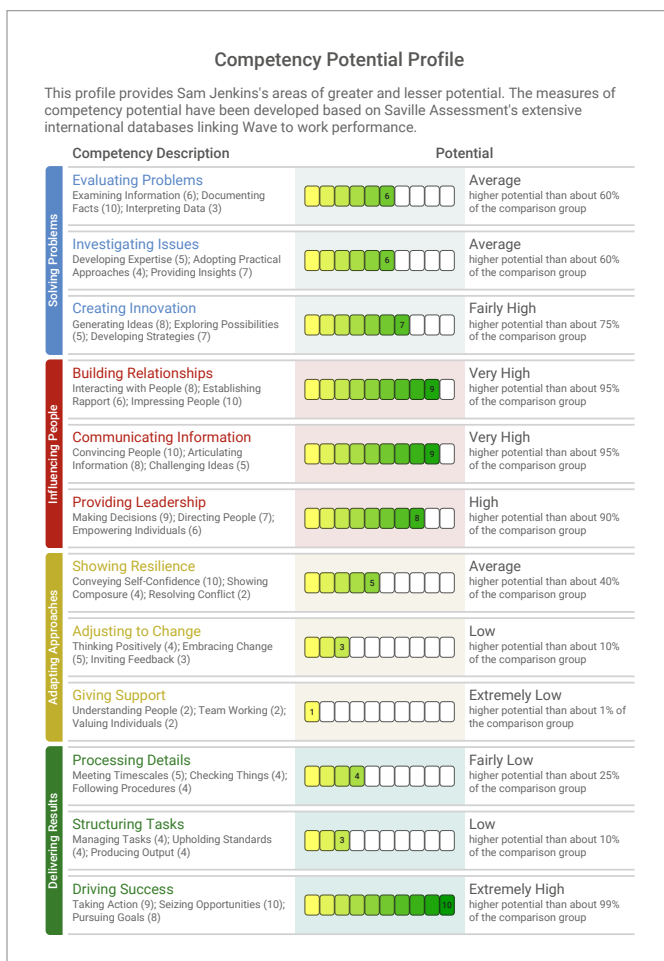 Competency Potential Profile
This profile provides Sam Jenkins's areas of greater and lesser potential. The measures of
competency potential have been developed based on Saville Assessment's extensive
international databases linking Wave to work performance.
Competency Description
Potential
Solving Problems
Evaluating Problems
Examining Information (6); Documenting
Facts (10); Interpreting Data (3)
6
Average
higher potential than about 60%
of the comparison group
Investigating Issues
Developing Expertise (5); Adopting Practical
Approaches (4); Providing Insights (7)
6
Average
higher potential than about 60%
of the comparison group
Creating Innovation
Generating Ideas (8); Exploring Possibilities
(5); Developing Strategies (7)
7
Fairly High
higher potential than about 75%
of the comparison group
Influencing People
Building Relationships
Interacting with People (8); Establishing
Rapport (6); Impressing People (10)
9
Very High
higher potential than about 95%
of the comparison group
Communicating Information
Convincing People (10); Articulating
Information (8); Challenging Ideas (5)
9
Very High
higher potential than about 95%
of the comparison group
Providing Leadership
Making Decisions (9); Directing People (7);
Empowering Individuals (6)
8
High
higher potential than about 90%
of the comparison group
Adapting Approaches
Showing Resilience
Conveying Self-Confidence (10); Showing
Composure (4); Resolving Conflict (2)
5
Average
higher potential than about 40%
of the comparison group
Adjusting to Change
Thinking Positively (4); Embracing Change
(5); Inviting Feedback (3)
3
Low
higher potential than about 10%
of the comparison group
Giving Support
Understanding People (2); Team Working (2);
Valuing Individuals (2)
1
Extremely Low
higher potential than about 1% of
the comparison group
Delivering Results
Processing Details
Meeting Timescales (5); Checking Things (4);
Following Procedures (4)
4
Fairly Low
higher potential than about 25%
of the comparison group
Structuring Tasks
Managing Tasks (4); Upholding Standards
(4); Producing Output (4)
3
Low
higher potential than about 10%
of the comparison group
Driving Success
Taking Action (9); Seizing Opportunities (10);
Pursuing Goals (8)
10
Extremely High
higher potential than about 99%
of the comparison group